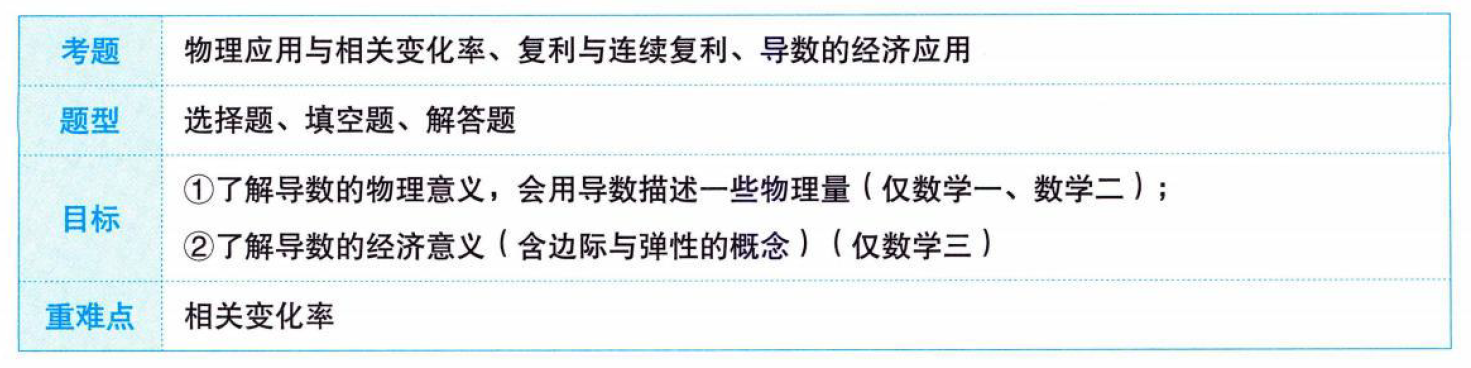 考题 物理应用与相关变化率、复利与连续复利、导数的经济应用
题型 选择题、填空题、解答题
目标 ①了解导数的物理意义，会用导数描述一些物理量（仅数学一、数学二）；
②了解导数的经济意义（含边际与弹性的概念）（仅数学三）
重难点 相关变化率